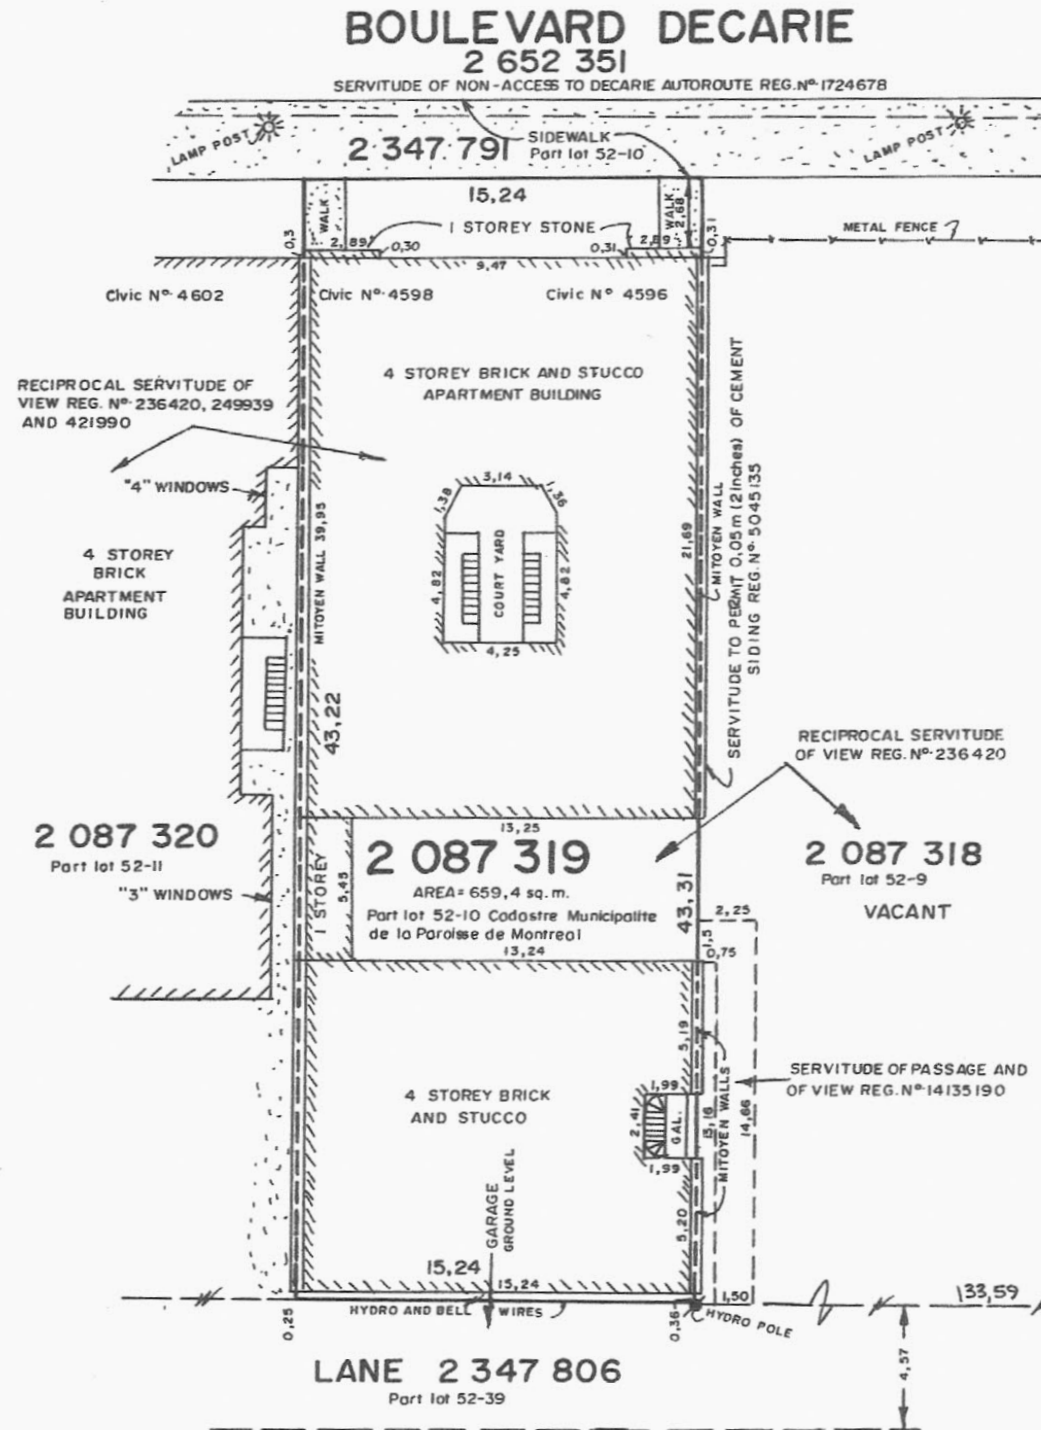 BOULEVARD DECARIE
2 652 351
SERVITUDE OF NON-ACCESS TO DECARIE AUTOROUTE REG.Nº 1724678
LAMP POST
SIDEWALK
LAMP POST
2 347 791 Part lot 52-10
15,24
WALK
WALK
2,68
1 STOREY STONE
METAL FENCE
0,3
2,89
0,30
0,31
2,89
0,31
9,47
Civic Nº 4602
Civic Nº 4598
Civic Nº 4596
4 STOREY BRICK AND STUCCO
APARTMENT BUILDING
RECIPROCAL SERVITUDE OF
VIEW REG. Nº 236420, 249939
AND 421990
"4" WINDOWS
4 STOREY
BRICK
APARTMENT
BUILDING
MITOYEN WALL 39,95
43,22
3,14
1,38
1,36
4,82
COURT YARD
4,82
4,25
21,69
MITOYEN WALL
SERVITUDE TO PERMIT 0,05m (2 inches) OF CEMENT
SIDING REG. Nº 5045135
RECIPROCAL SERVITUDE
OF VIEW REG. Nº 236420
13,25
2 087 320
Part lot 52-11
"3" WINDOWS
1 STOREY
5,45
2 087 319
AREA= 659,4 sq. m.
Part lot 52-10 Cadastre Municipalite
de la Paroisse de Montreal
13,24
43,31
2 087 318
Part lot 52-9
VACANT
2,25
1,5
0,75
5,19
4 STOREY BRICK
AND STUCCO
1,99
2,41
GAL.
1,99
15,16
14,66
MITOYEN WALLS
SERVITUDE OF PASSAGE AND
OF VIEW REG. Nº 14135190
5,20
GARAGE
GROUND LEVEL
15,24
15,24
HYDRO AND BELL WIRES
1,50
133,59
0,25
0,36
HYDRO POLE
4,57
LANE 2 347 806
Part lot 52-39